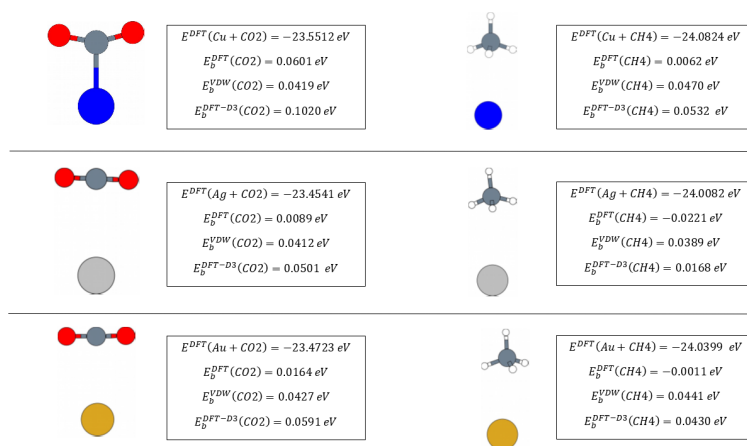 E^DFT(Cu + CO2) = −23.5512 eV
E_b^DFT(CO2) = 0.0601 eV
E_b^VDW(CO2) = 0.0419 eV
E_b^DFT−D3(CO2) = 0.1020 eV
E^DFT(Cu + CH4) = −24.0824 eV
E_b^DFT(CH4) = 0.0062 eV
E_b^VDW(CH4) = 0.0470 eV
E_b^DFT−D3(CH4) = 0.0532 eV
E^DFT(Ag + CO2) = −23.4541 eV
E_b^DFT(CO2) = 0.0089 eV
E_b^VDW(CO2) = 0.0412 eV
E_b^DFT−D3(CO2) = 0.0501 eV
E^DFT(Ag + CH4) = −24.0082 eV
E_b^DFT(CH4) = −0.0221 eV
E_b^VDW(CH4) = 0.0389 eV
E_b^DFT−D3(CH4) = 0.0168 eV
E^DFT(Au + CO2) = −23.4723 eV
E_b^DFT(CO2) = 0.0164 eV
E_b^VDW(CO2) = 0.0427 eV
E_b^DFT−D3(CO2) = 0.0591 eV
E^DFT(Au + CH4) = −24.0399 eV
E_b^DFT(CH4) = −0.0011 eV
E_b^VDW(CH4) = 0.0441 eV
E_b^DFT−D3(CH4) = 0.0430 eV